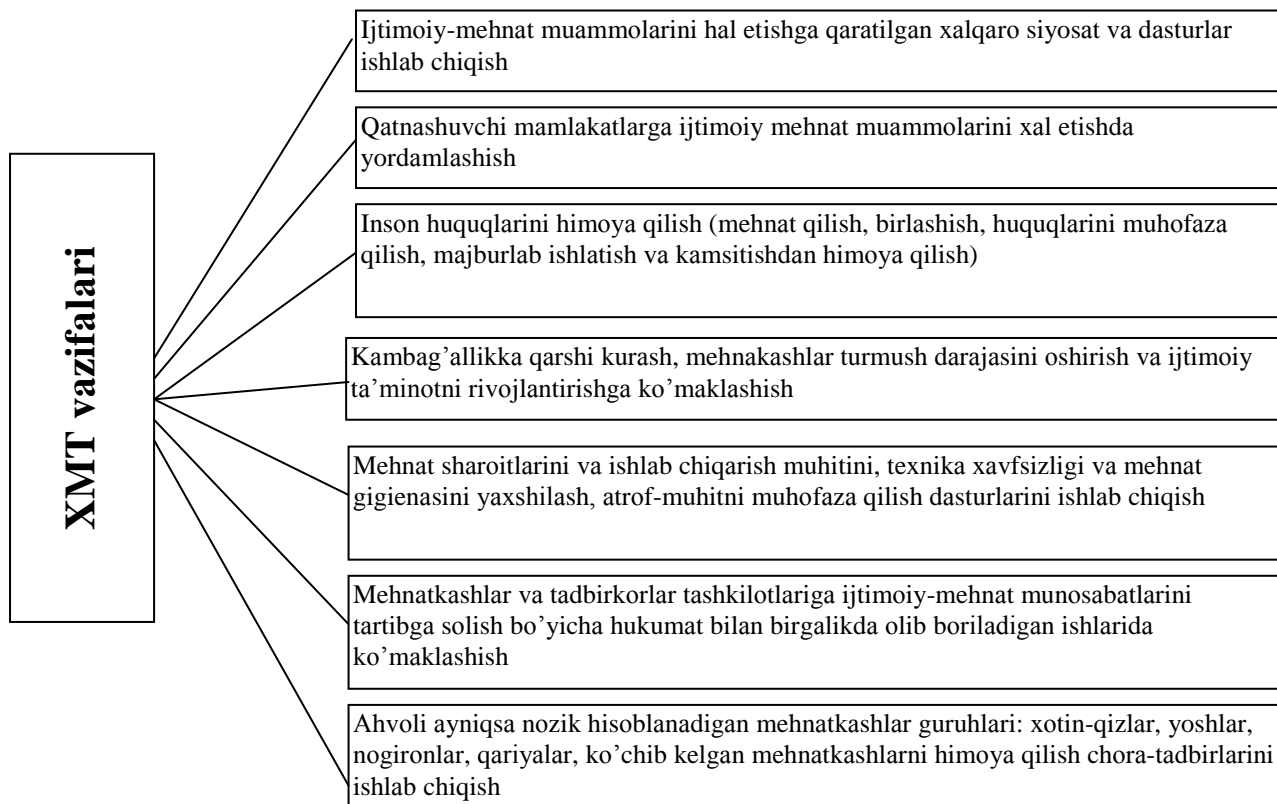 XMT vazifalari
Ijtimoiy-mehnat muammolarini hal etishga qaratilgan xalqaro siyosat va dasturlar
ishlab chiqish
Qatnashuvchi mamlakatlarga ijtimoiy mehnat muammolarini xal etishda
yordamlashish
Inson huquqlarini himoya qilish (mehnat qilish, birlashish, huquqlarini muhofaza
qilish, majburlab ishlatish va kamsitishdan himoya qilish)
Kambag’allikka qarshi kurash, mehnakashlar turmush darajasini oshirish va ijtimoiy
ta’minotni rivojlantirishga ko’maklashish
Mehnat sharoitlarini va ishlab chiqarish muhitini, texnika xavfsizligi va mehnat
gigienasini yaxshilash, atrof-muhitni muhofaza qilish dasturlarini ishlab chiqish
Mehnatkashlar va tadbirkorlar tashkilotlariga ijtimoiy-mehnat munosabatlarini
tartibga solish bo’yicha hukumat bilan birgalikda olib boriladigan ishlarida
ko’maklashish
Ahvoli ayniqsa nozik hisoblanadigan mehnatkashlar guruhlari: xotin-qizlar, yoshlar,
nogironlar, qariyalar, ko’chib kelgan mehnatkashlarni himoya qilish chora-tadbirlarini
ishlab chiqish